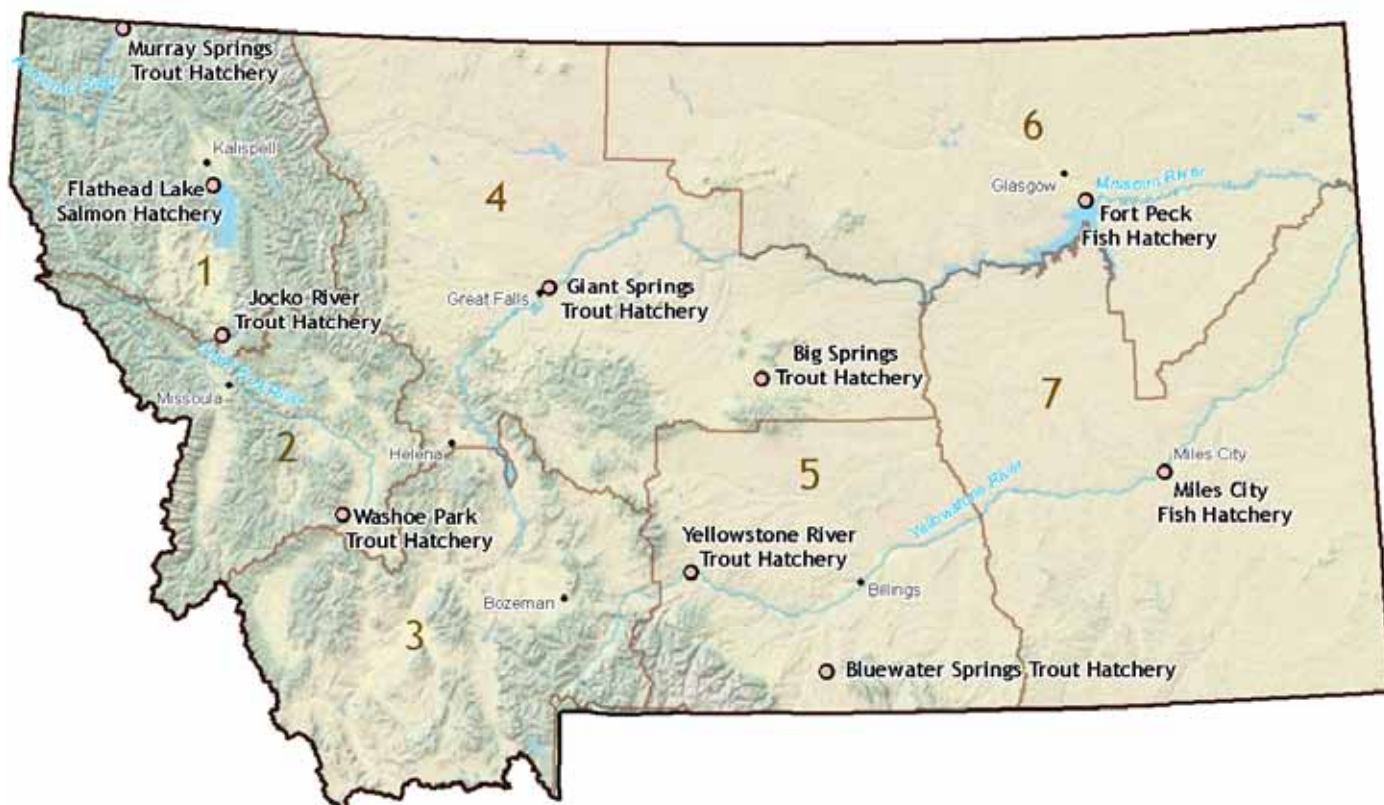 Murray Springs
Trout Hatchery
Kalispell
Flathead Lake
Salmon Hatchery
1
Jocko River
Trout Hatchery
Missoula
2
Washoe Park
Trout Hatchery
Helena
3
Bozeman
4
Great Falls
Giant Springs
Trout Hatchery
Big Springs
Trout Hatchery
5
Yellowstone River
Trout Hatchery
Yellowstone River
Billings
Bluewater Springs Trout Hatchery
6
Glasgow
Missouri River
Fort Peck
Fish Hatchery
7
Miles City
Miles City
Fish Hatchery